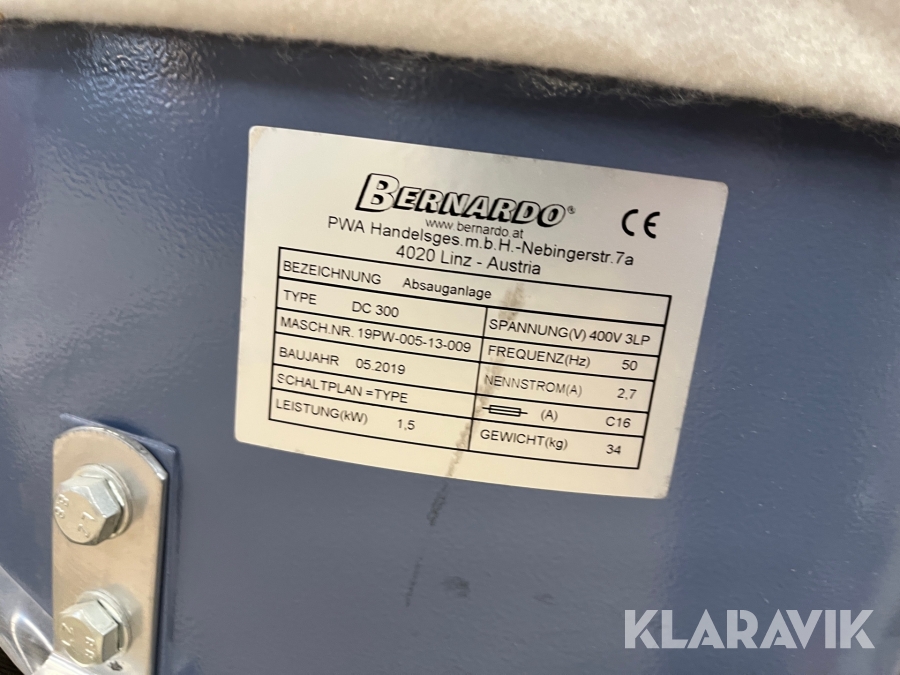 BERNARDO® CE
www.bernardo.at
PWA Handelsges.m.b.H.-Nebingerstr.7a
4020 Linz - Austria
BEZEICHNUNG Absauganlage
TYPE DC 300
SPANNUNG(V) 400V 3LP
MASCH.NR. 19PW-005-13-009
FREQUENZ(Hz) 50
BAUJAHR 05.2019
NENNSTROM(A) 2,7
SCHALTPLAN =TYPE
(A) C16
LEISTUNG(kW) 1,5
GEWICHT(kg) 34
KLARAVIK